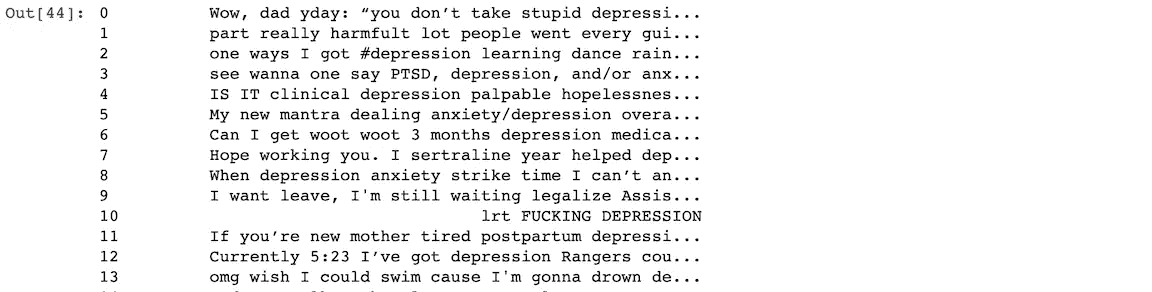 Out[44]: 0 Wow, dad yday: “you don’t take stupid depressi...
1 part really harmfult lot people went every gui...
2 one ways I got #depression learning dance rain...
3 see wanna one say PTSD, depression, and/or anx...
4 IS IT clinical depression palpable hopelessnes...
5 My new mantra dealing anxiety/depression overa...
6 Can I get woot woot 3 months depression medica...
7 Hope working you. I sertraline year helped dep...
8 When depression anxiety strike time I can’t an...
9 I want leave, I'm still waiting legalize Assis...
10 lrt FUCKING DEPRESSION
11 If you’re new mother tired postpartum depressi...
12 Currently 5:23 I’ve got depression Rangers cou...
13 omg wish I could swim cause I'm gonna drown de...